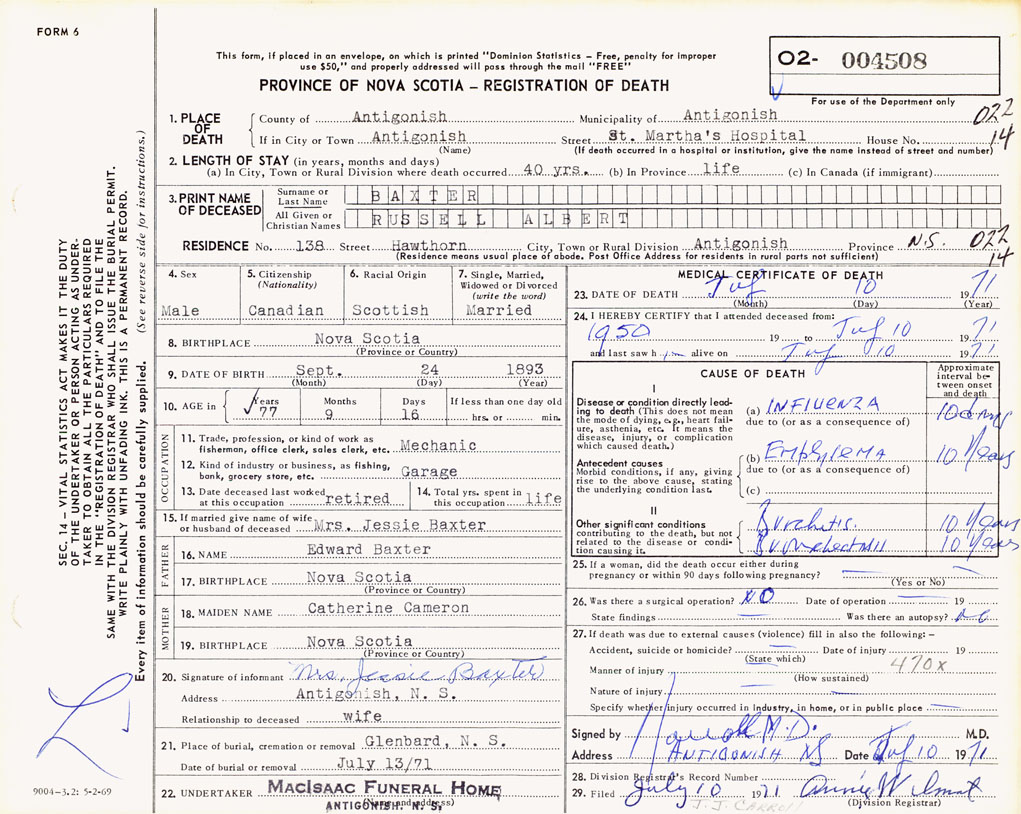 FORM 6
This form, if placed in an envelope, on which is printed "Dominion Statistics – Free, penalty for improper
use $50," and properly addressed will pass through the mail "FREE"
PROVINCE OF NOVA SCOTIA – REGISTRATION OF DEATH
02- 004508
For use of the Department only
1. PLACE OF DEATH
County of Antigonish Municipality of Antigonish 022
If in City or Town Antigonish Street St. Martha's Hospital House No. 14
(Name) (If death occurred in a hospital or institution, give the name instead of street and number)
2. LENGTH OF STAY (in years, months and days)
(a) In City, Town or Rural Division where death occurred 40 yrs. (b) In Province life (c) In Canada (if immigrant)
3. PRINT NAME OF DECEASED
Surname or Last Name BAXTER
All Given or Christian Names RUSSELL ALBERT
RESIDENCE No. 138 Street Hawthorn City, Town or Rural Division Antigonish Province N.S. 022
(Residence means usual place of abode. Post Office Address for residents in rural parts not sufficient) 14
4. Sex
Male
5. Citizenship
(Nationality)
Canadian
6. Racial Origin
Scottish
7. Single, Married,
Widowed or Divorced
(write the word)
Married
8. BIRTHPLACE Nova Scotia
(Province or Country)
9. DATE OF BIRTH Sept. 24 1893
(Month) (Day) (Year)
10. AGE in
Years Months Days If less than one day old
77 9 16 hrs. or min.
OCCUPATION
11. Trade, profession, or kind of work as
fisherman, office clerk, sales clerk, etc. Mechanic
12. Kind of industry or business, as fishing,
bank, grocery store, etc. Garage
13. Date deceased last worked
at this occupation retired
14. Total yrs. spent in
this occupation life
15. If married give name of wife
or husband of deceased Mrs. Jessie Baxter
FATHER
16. NAME Edward Baxter
17. BIRTHPLACE Nova Scotia
(Province or Country)
MOTHER
18. MAIDEN NAME Catherine Cameron
19. BIRTHPLACE Nova Scotia
(Province or Country)
20. Signature of informant Mrs. Jessie Baxter
Address Antigonish, N. S.
Relationship to deceased wife
21. Place of burial, cremation or removal Glenbard, N. S.
Date of burial or removal July 13/71
22. UNDERTAKER MACISAAC FUNERAL HOME
(Name and address)
ANTIGONISH, N. S.
MEDICAL CERTIFICATE OF DEATH
23. DATE OF DEATH 10 1971
(Month) (Day) (Year)
24. I HEREBY CERTIFY that I attended deceased from:
1950 19 to 10 1971
and last saw him alive on 10 1971
CAUSE OF DEATH
Approximate
interval be-
tween onset
and death
I
Disease or condition directly lead-
ing to death (This does not mean
the mode of dying, e.g., heart fail-
ure, asthenia, etc. It means the
disease, injury, or complication
which caused death.)
(a) INFLUENZA 10 days
due to (or as a consequence of)
Antecedent causes
Morbid conditions, if any, giving
rise to the above cause, stating
the underlying condition last.
(b) EMPHYSEMA 10 Years
due to (or as a consequence of)
(c)
II
Other significant conditions
contributing to the death, but not
related to the disease or condi-
tion causing it.
10 Years
10 Years
25. If a woman, did the death occur either during
pregnancy or within 90 days following pregnancy?
(Yes or No)
26. Was there a surgical operation? NO Date of operation 19
State findings Was there an autopsy? NO
27. If death was due to external causes (violence) fill in also the following: –
Accident, suicide or homicide? Date of injury 19
(State which) 470X
Manner of injury
(How sustained)
Nature of injury
Specify whether injury occurred in industry, in home, or in public place
Signed by J J Carroll M.D. M.D.
Address ANTIGONISH NS Date 10 1971
28. Division Registrar's Record Number
29. Filed July 10 1971
(Division Registrar)
J. J. CARROLL
SEC. 14 – VITAL STATISTICS ACT MAKES IT THE DUTY
OF THE UNDERTAKER OR PERSON ACTING AS UNDER-
TAKER TO OBTAIN ALL THE PARTICULARS REQUIRED
IN THE "REGISTRATION OF DEATH" AND TO FILE THE
SAME WITH THE DIVISION REGISTRAR WHO SHALL ISSUE THE BURIAL PERMIT.
WRITE PLAINLY WITH UNFADING INK. THIS IS A PERMANENT RECORD.
Every item of information should be carefully supplied. (See reverse side for instructions.)
9004-3.2: 5-2-69